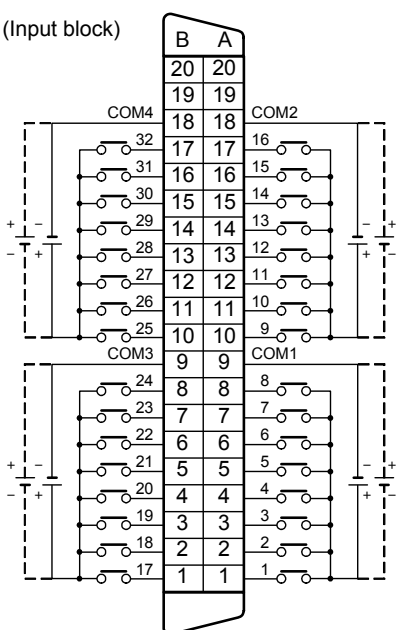 (Input block)
B A
20 20
19 19
COM4 18 18 COM2
32 17 17 16
31 16 16 15
30 15 15 14
+ − 29 14 14 13 − +
− + 28 13 13 12 + −
27 12 12 11
26 11 11 10
25 10 10 9
COM3 9 9 COM1
24 8 8 8
23 7 7 7
22 6 6 6
+ − 21 5 5 5 − +
− + 20 4 4 4 + −
19 3 3 3
18 2 2 2
17 1 1 1